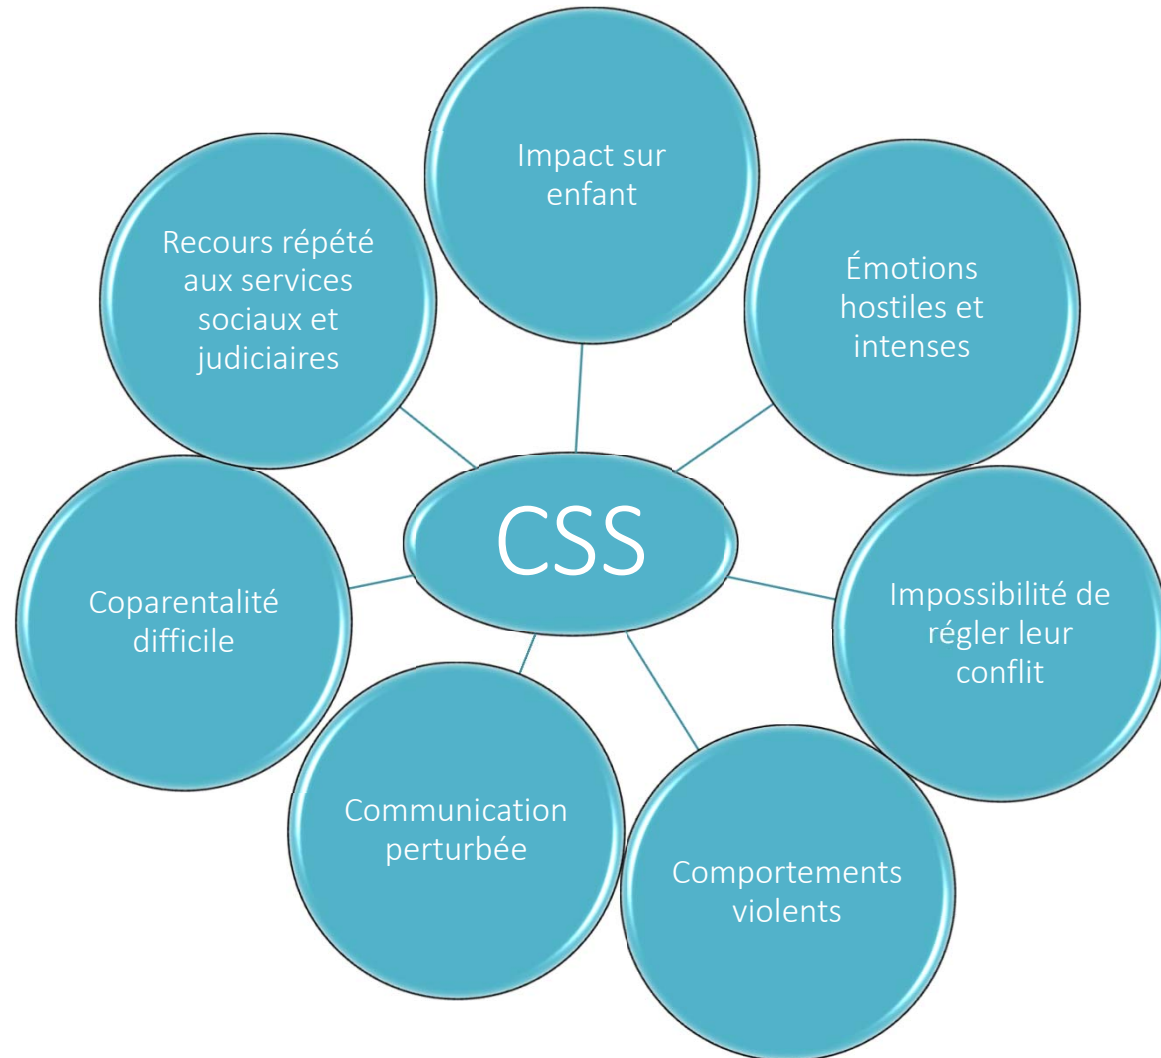 Impact sur
enfant
Émotions
hostiles et
intenses
Impossibilité de
régler leur
conflit
Comportements
violents
Communication
perturbée
Coparentalité
difficile
Recours répété
aux services
sociaux et
judiciaires
CSS